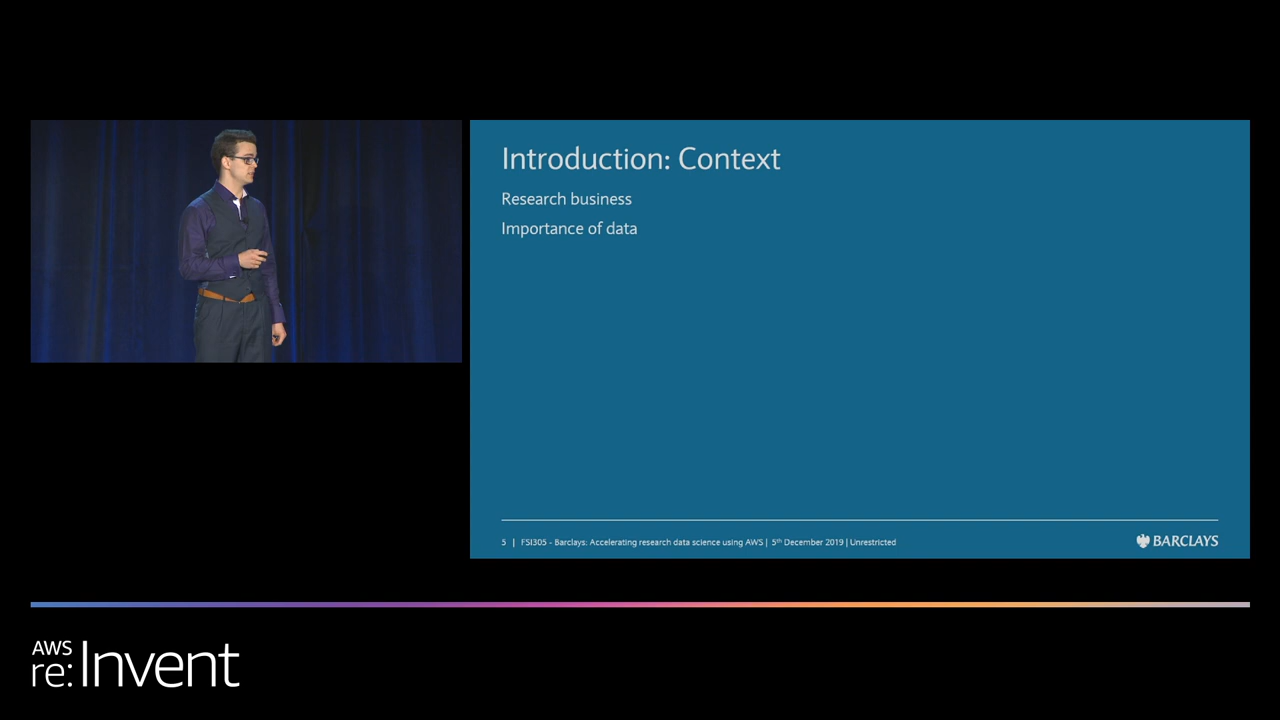 Introduction: Context
Research business
Importance of data
5 | FSI305 - Barclays: Accelerating research data science using AWS | 5th December 2019 | Unrestricted
BARCLAYS
AWS
re:Invent